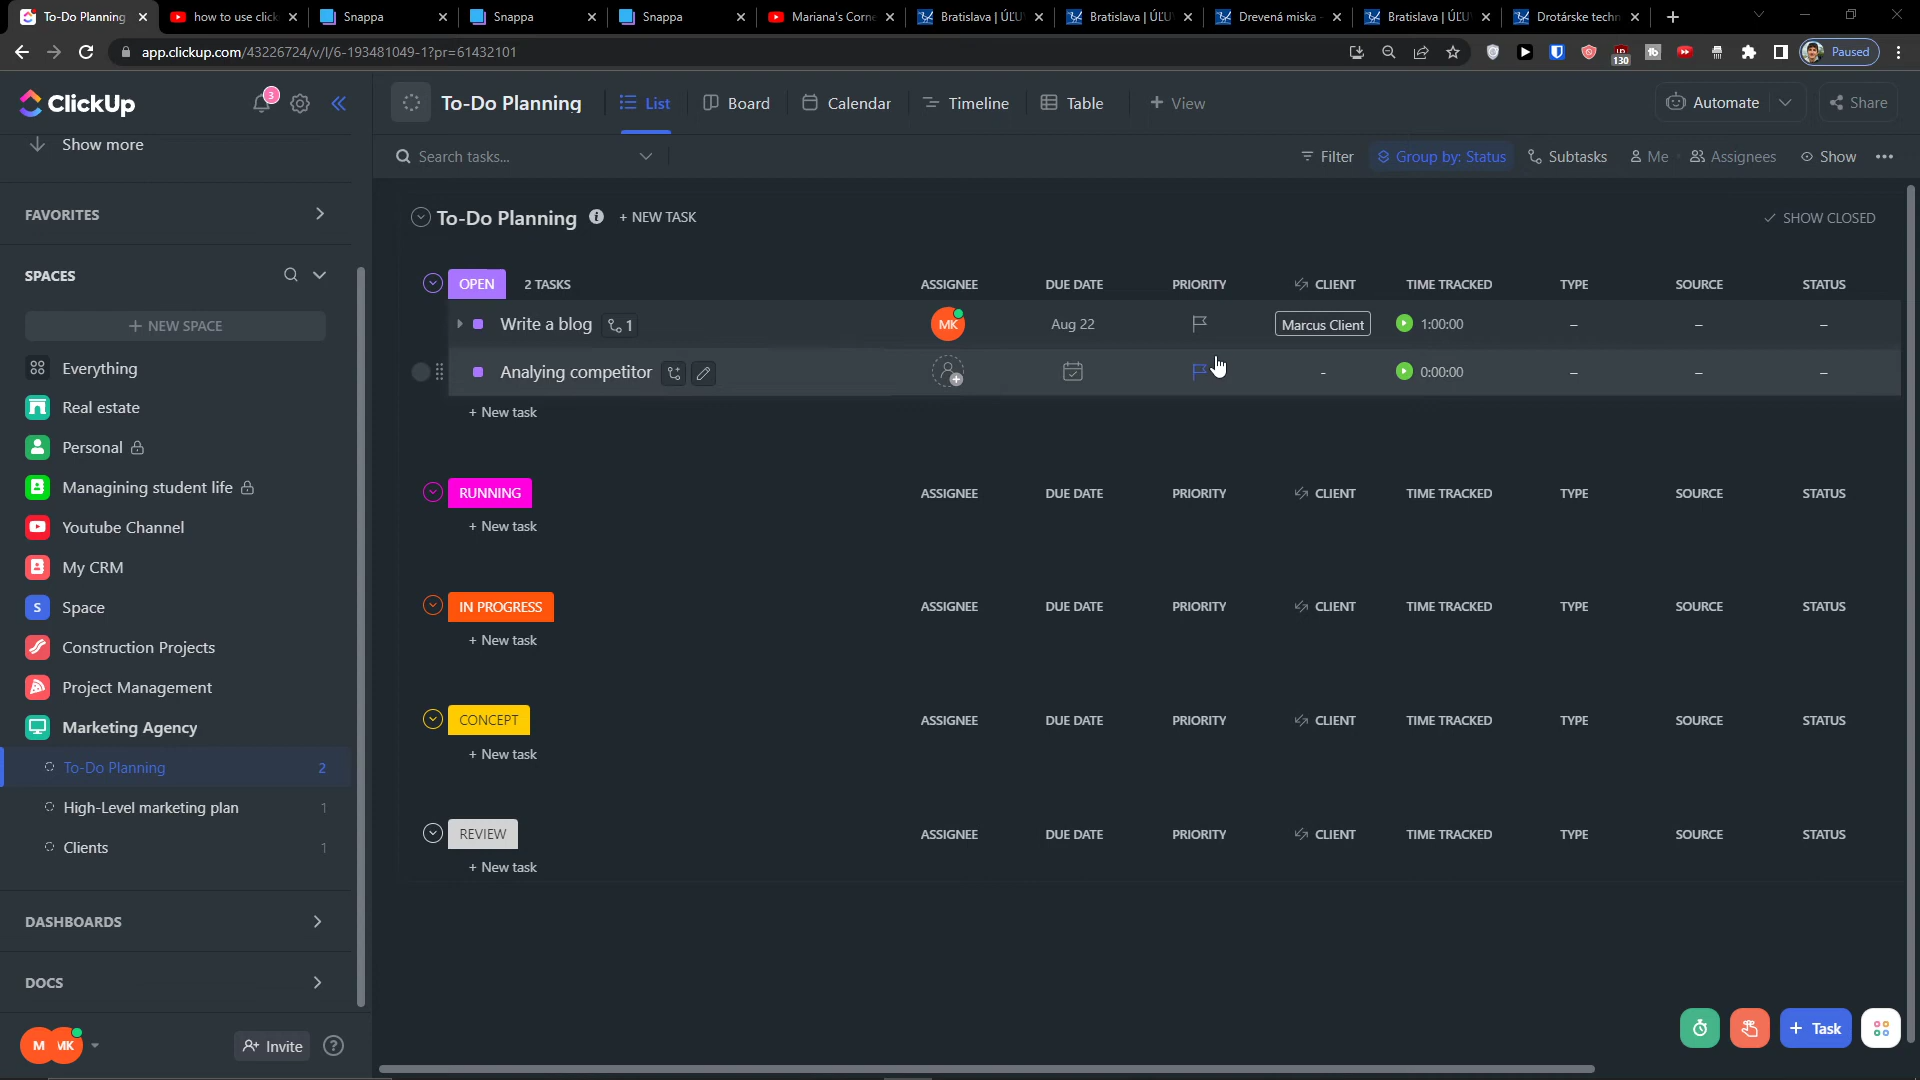 To-Do Planning
how to use click
Snappa
Snappa
Snappa
Mariana's Corne
Bratislava | ÚĽU
Bratislava | ÚĽU
Drevená miska -
Bratislava | ÚĽU
Drotárske techn
app.clickup.com/43226724/v/l/6-193481049-1?pr=61432101
130
Paused
ClickUp
3
To-Do Planning
List
Board
Calendar
Timeline
Table
+ View
Automate
Share
Show more
Search tasks...
Filter
Group by: Status
Subtasks
Me
Assignees
Show
FAVORITES
To-Do Planning
+ NEW TASK
SHOW CLOSED
SPACES
+ NEW SPACE
Everything
Real estate
Personal
Managining student life
Youtube Channel
My CRM
S Space
Construction Projects
Project Management
Marketing Agency
To-Do Planning 2
High-Level marketing plan 1
Clients 1
DASHBOARDS
DOCS
M MK
Invite
?
OPEN 2 TASKS ASSIGNEE DUE DATE PRIORITY CLIENT TIME TRACKED TYPE SOURCE STATUS
Write a blog 1 MK Aug 22 Marcus Client 1:00:00 – – –
Analying competitor - 0:00:00 – – –
+ New task
RUNNING ASSIGNEE DUE DATE PRIORITY CLIENT TIME TRACKED TYPE SOURCE STATUS
+ New task
IN PROGRESS ASSIGNEE DUE DATE PRIORITY CLIENT TIME TRACKED TYPE SOURCE STATUS
+ New task
CONCEPT ASSIGNEE DUE DATE PRIORITY CLIENT TIME TRACKED TYPE SOURCE STATUS
+ New task
REVIEW ASSIGNEE DUE DATE PRIORITY CLIENT TIME TRACKED TYPE SOURCE STATUS
+ New task
+ Task